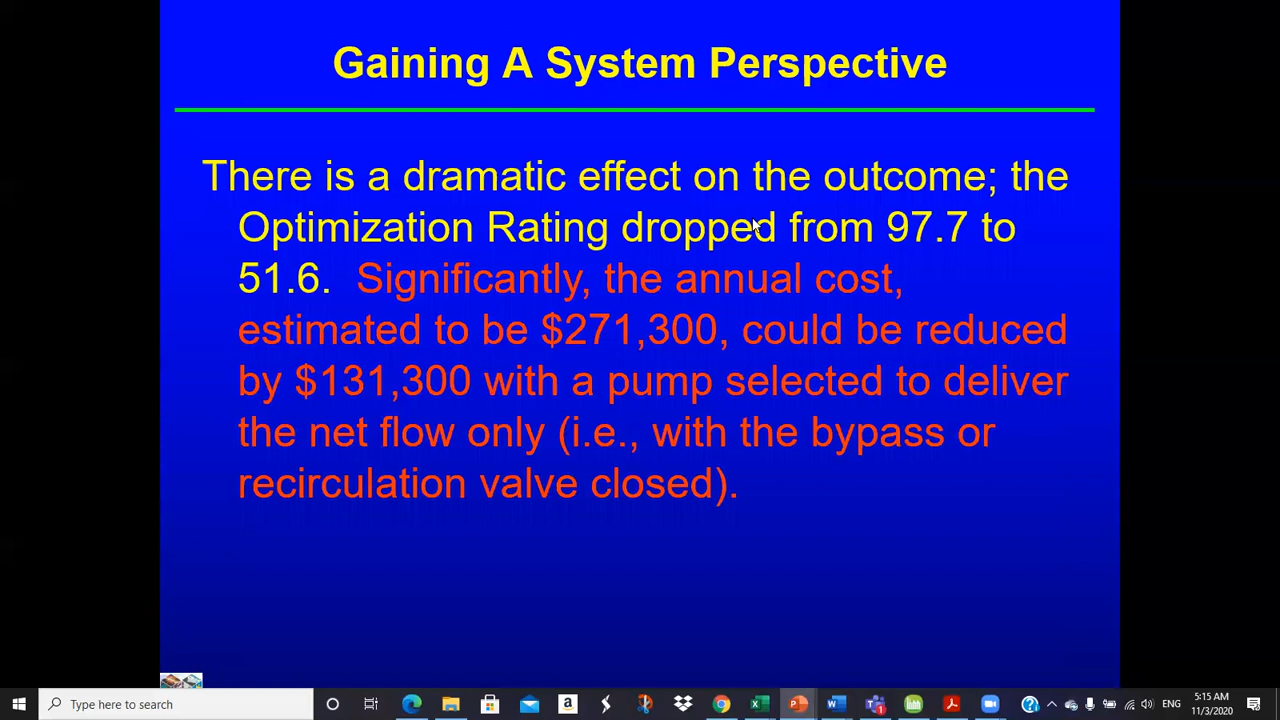 Gaining A System Perspective
There is a dramatic effect on the outcome; the
Optimization Rating dropped from 97.7 to
51.6. Significantly, the annual cost,
estimated to be $271,300, could be reduced
by $131,300 with a pump selected to deliver
the net flow only (i.e., with the bypass or
recirculation valve closed).
Type here to search
5:15 AM
11/3/2020